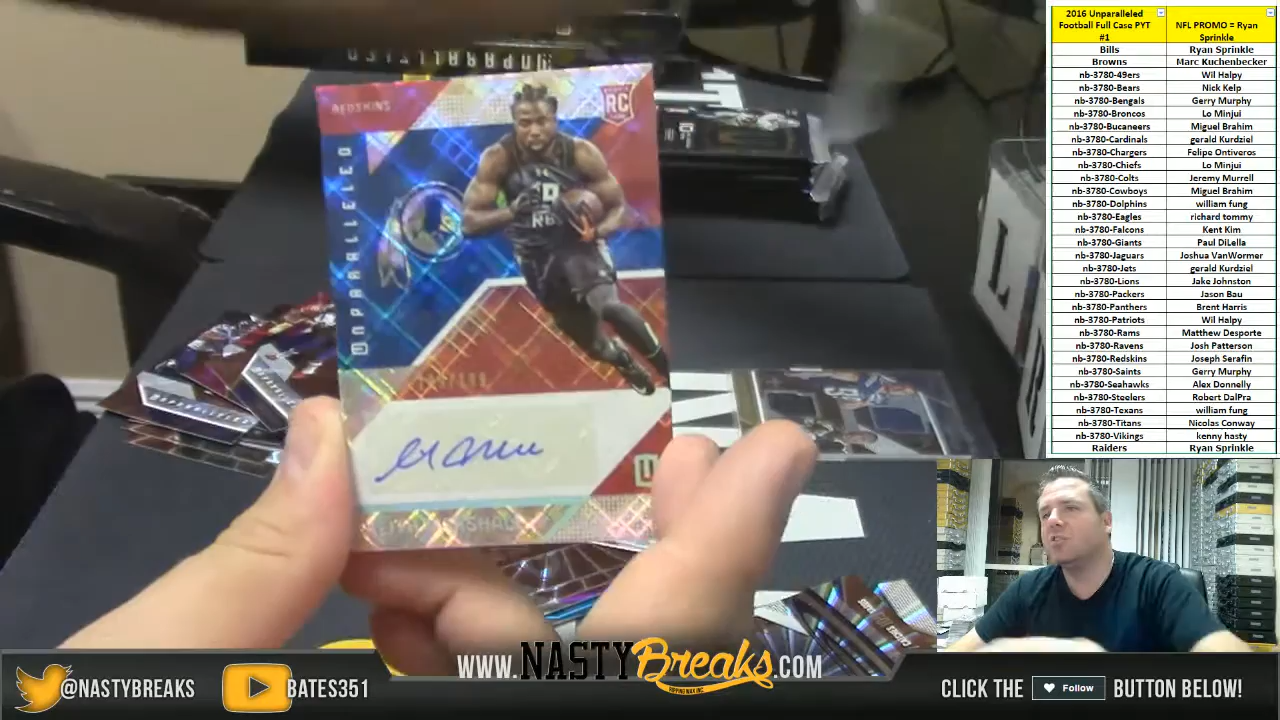 2016 Unparalleled
Football Full Case PYT
#1
NFL PROMO = Ryan
Sprinkle
Bills Ryan Sprinkle
Browns Marc Kuchenbecker
nb-3780-49ers Wil Halpy
nb-3780-Bears Nick Kelp
nb-3780-Bengals Gerry Murphy
nb-3780-Broncos Lo Minjui
nb-3780-Bucaneers Miguel Brahim
nb-3780-Cardinals gerald Kurdziel
nb-3780-Chargers Felipe Ontiveros
nb-3780-Chiefs Lo Minjui
nb-3780-Colts Jeremy Murrell
nb-3780-Cowboys Miguel Brahim
nb-3780-Dolphins william fung
nb-3780-Eagles richard tommy
nb-3780-Falcons Kent Kim
nb-3780-Giants Paul DiLella
nb-3780-Jaguars Joshua VanWormer
nb-3780-Jets gerald Kurdziel
nb-3780-Lions Jake Johnston
nb-3780-Packers Jason Bau
nb-3780-Panthers Brent Harris
nb-3780-Patriots Wil Halpy
nb-3780-Rams Matthew Desporte
nb-3780-Ravens Josh Patterson
nb-3780-Redskins Joseph Serafin
nb-3780-Saints Gerry Murphy
nb-3780-Seahawks Alex Donnelly
nb-3780-Steelers Robert DalPra
nb-3780-Texans william fung
nb-3780-Titans Nicolas Conway
nb-3780-Vikings kenny hasty
Raiders Ryan Sprinkle
UNPARALLELED
REDSKINS
RC
UNPARALLELED
RB
@NASTYBREAKS
BATES351
WWW.NASTYBreaks.COM
CLICK THE Follow BUTTON BELOW!